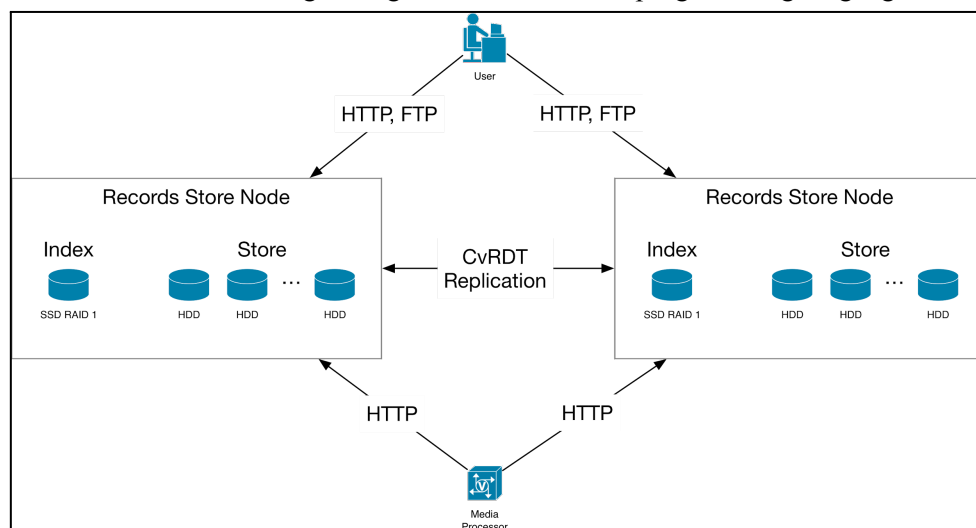 User
HTTP, FTP
HTTP, FTP
Records Store Node
Records Store Node
Index
Store
Index
Store
CvRDT
Replication
...
...
SSD RAID 1
HDD
HDD
HDD
SSD RAID 1
HDD
HDD
HDD
HTTP
HTTP
V
Media
Processor